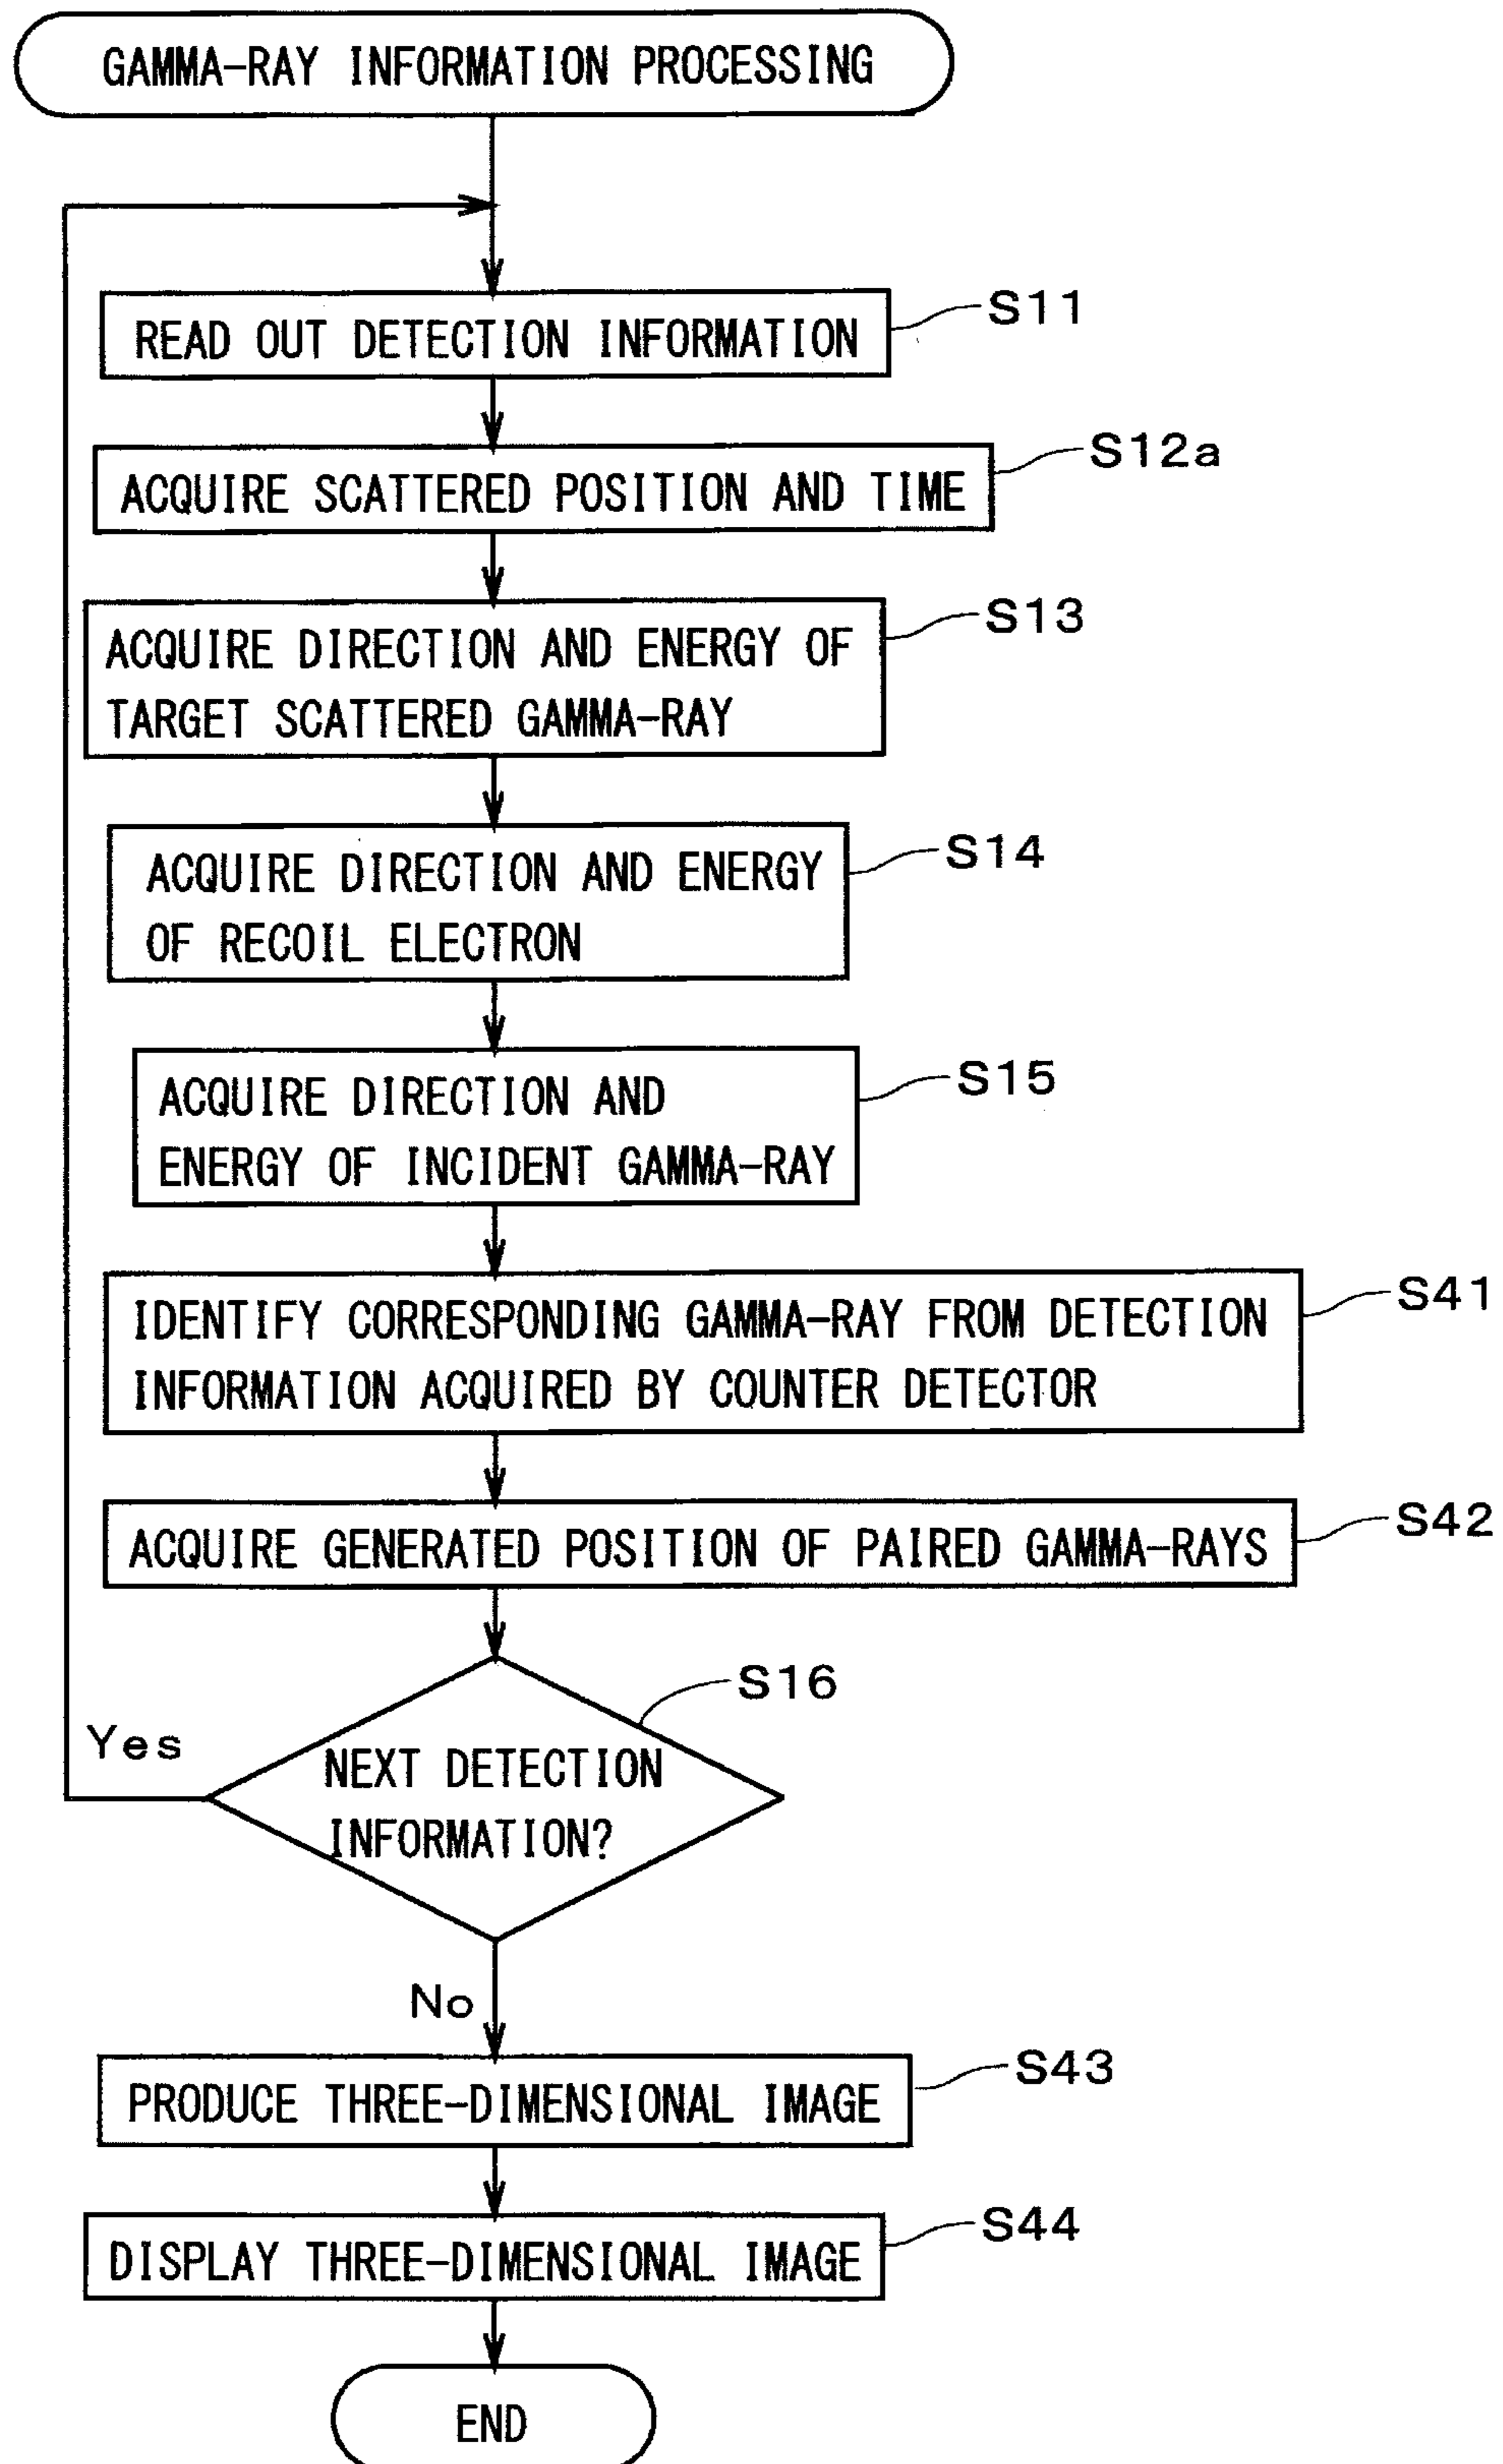 GAMMA-RAY INFORMATION PROCESSING
READ OUT DETECTION INFORMATION
S11
ACQUIRE SCATTERED POSITION AND TIME
S12a
ACQUIRE DIRECTION AND ENERGY OF
TARGET SCATTERED GAMMA-RAY
S13
ACQUIRE DIRECTION AND ENERGY
OF RECOIL ELECTRON
S14
ACQUIRE DIRECTION AND
ENERGY OF INCIDENT GAMMA-RAY
S15
IDENTIFY CORRESPONDING GAMMA-RAY FROM DETECTION
INFORMATION ACQUIRED BY COUNTER DETECTOR
S41
ACQUIRE GENERATED POSITION OF PAIRED GAMMA-RAYS
S42
NEXT DETECTION
INFORMATION?
S16
Yes
No
PRODUCE THREE-DIMENSIONAL IMAGE
S43
DISPLAY THREE-DIMENSIONAL IMAGE
S44
END